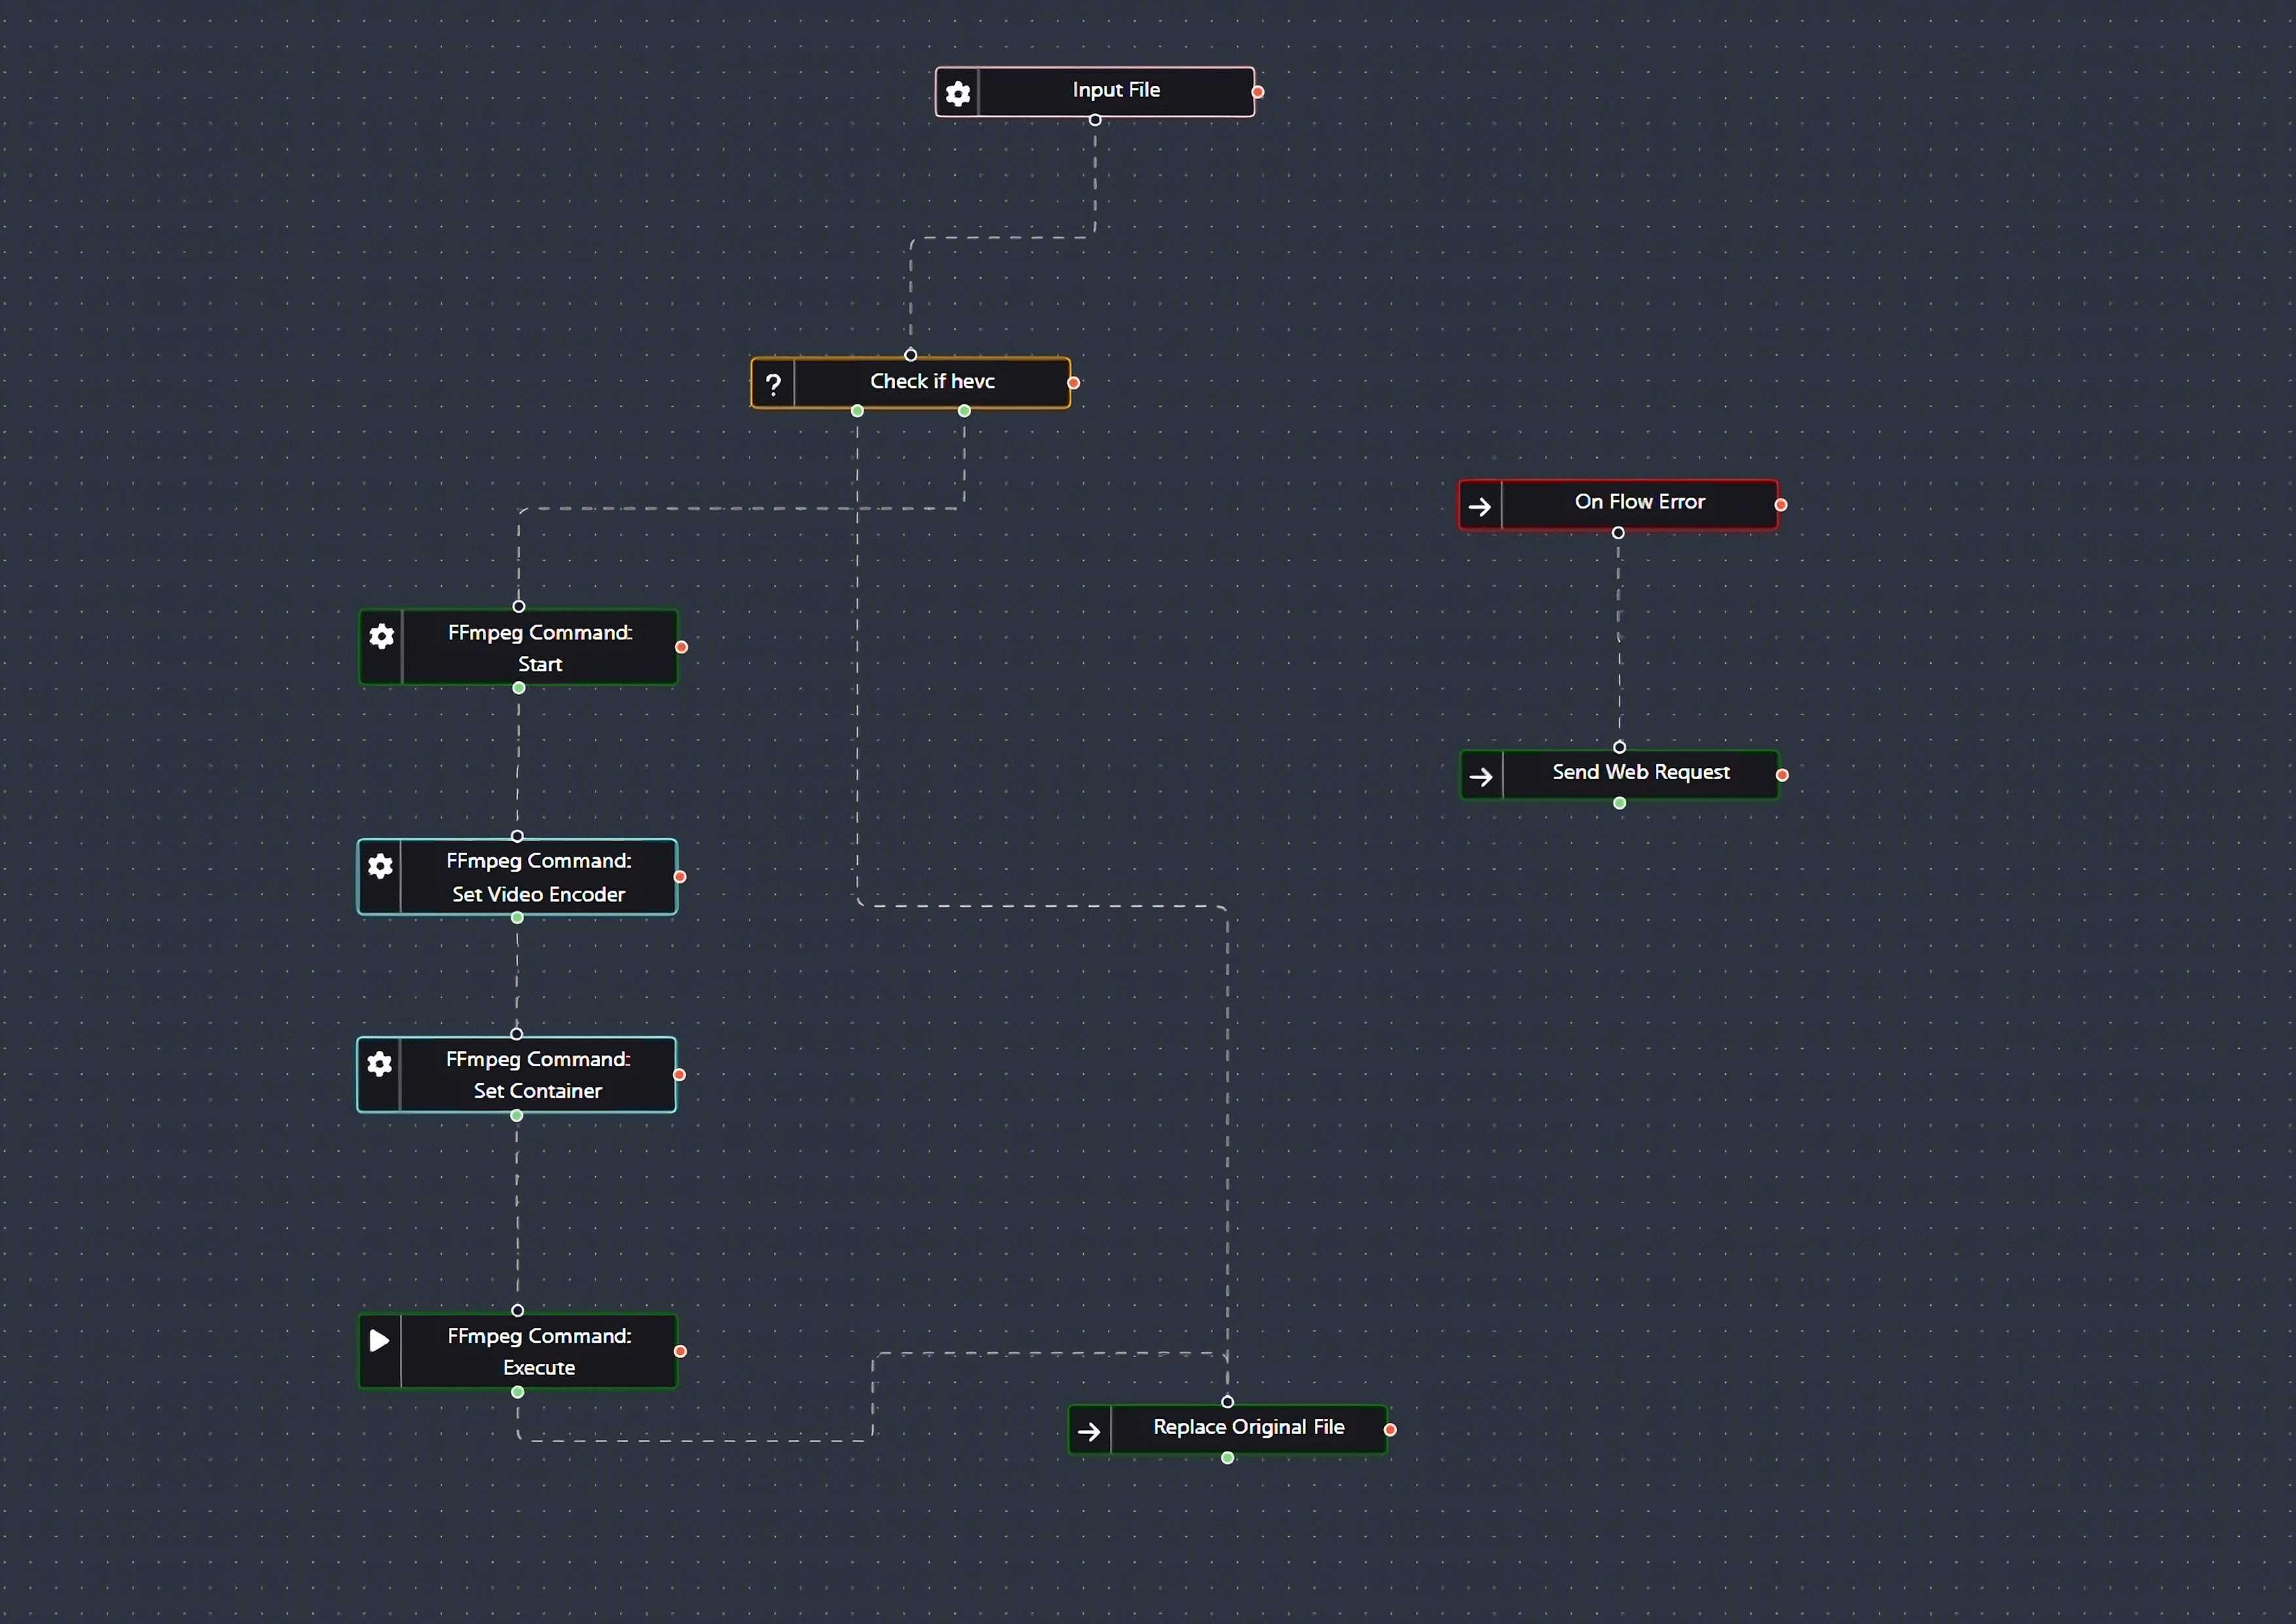 Input File
? Check if hevc
On Flow Error
FFmpeg Command:
Start
Send Web Request
FFmpeg Command:
Set Video Encoder
FFmpeg Command:
Set Container
FFmpeg Command:
Execute
Replace Original File